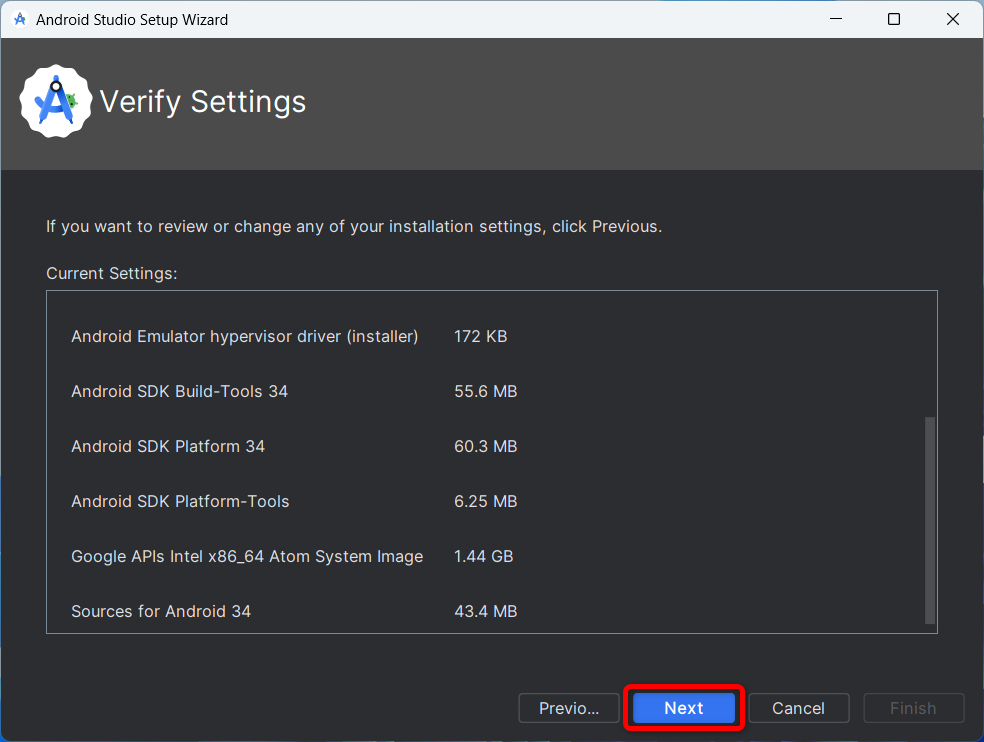 Android Studio Setup Wizard
Verify Settings
If you want to review or change any of your installation settings, click Previous.
Current Settings:
Android Emulator hypervisor driver (installer) 172 KB
Android SDK Build-Tools 34 55.6 MB
Android SDK Platform 34 60.3 MB
Android SDK Platform-Tools 6.25 MB
Google APIs Intel x86_64 Atom System Image 1.44 GB
Sources for Android 34 43.4 MB
Previo... Next Cancel Finish